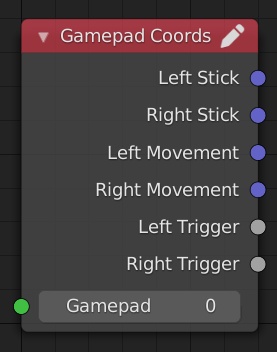 Gamepad Coords
Left Stick
Right Stick
Left Movement
Right Movement
Left Trigger
Right Trigger
Gamepad 0